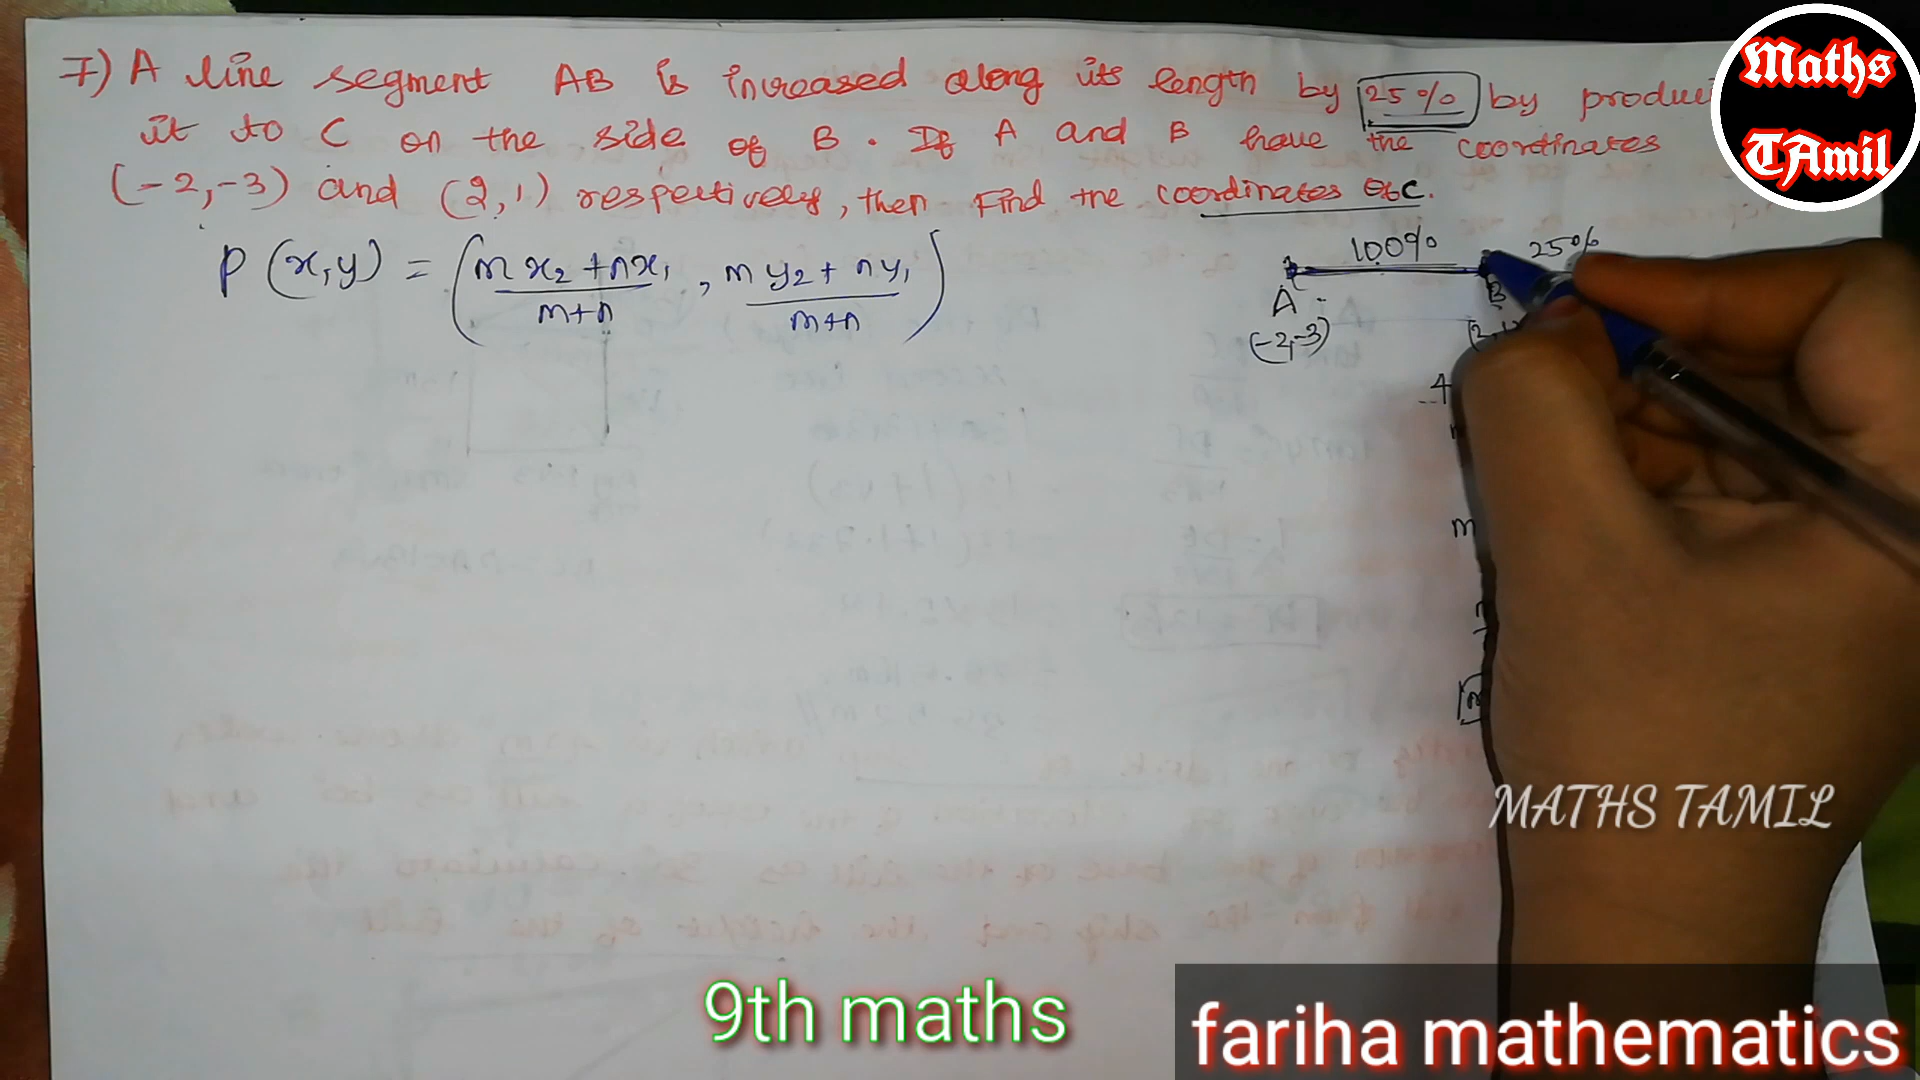 7) A line segment AB is increased along its length by 25% by produci
it to C on the side of B. If A and B have the coordinates
(-2,-3) and (2,1) respectively, then Find the coordinates of C.
P(x,y) = (mx₂+nx₁/m+n, my₂+ny₁/m+n)
100% 25%
A B
(-2,-3)
4
m
Maths
TAmil
MATHS TAMIL
9th maths
fariha mathematics